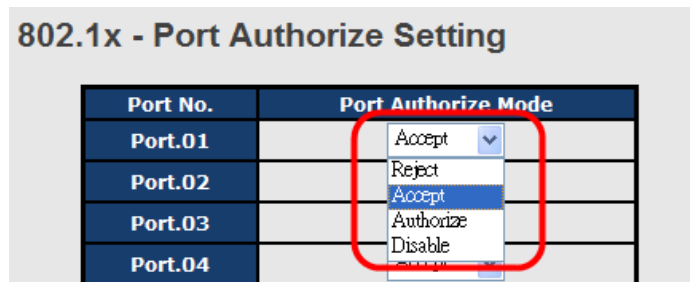 802.1x - Port Authorize Setting
Port No. Port Authorize Mode
Port.01 Accept
Reject
Port.02
Accept
Port.03 Authorize
Disable
Port.04